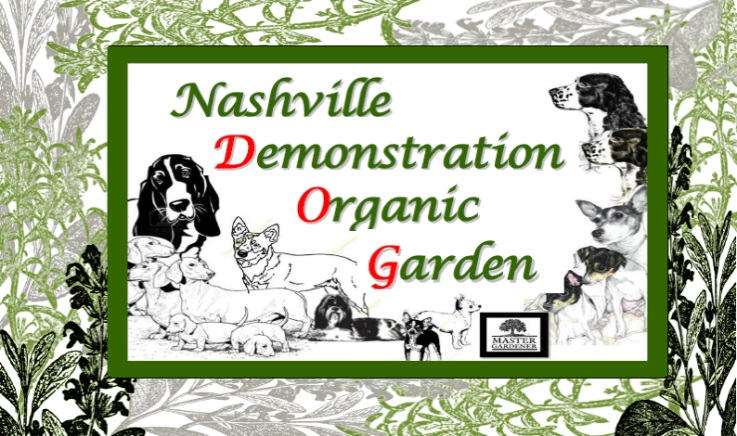 Nashville
Demonstration
Organic
Garden
MASTER
GARDENER